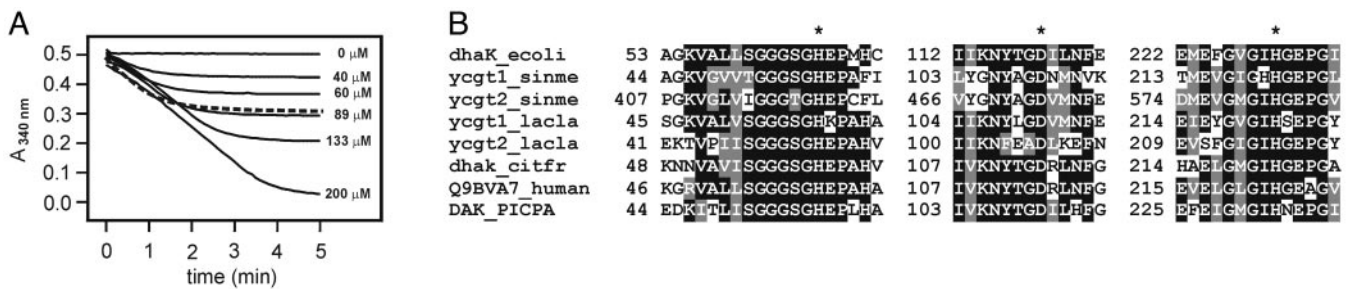 A
A 340 nm
0.5
0.4
0.3
0.2
0.1
0.0
0 µM
40 µM
60 µM
89 µM
133 µM
200 µM
0 1 2 3 4 5
time (min)
B
* * *
dhaK_ecoli 53 AGKVALLSGGGSGHEPMHC 112 IIKNYTGDILNFE 222 EMEFGVGIHGEPGI
ycgt1_sinme 44 AGKVGVVTGGGSGHEPAFI 103 LYGNYAGDNMNVK 213 TMEVGIGHHGEPGL
ycgt2_sinme 407 PGKVGLVIGGGTGHEPCFL 466 VYGNYAGDVMNFE 574 DMEVGMGIHGEPGV
ycgt1_lacla 45 SGKVALVSGGGSGHKPAHA 104 IIKNYLGDVMNFE 214 EIEYGVGIHSEPGY
ycgt2_lacla 41 EKTVPIISGGGSGHEPAHV 100 IIKNFEADLKEFN 209 EVSFGIGIHGEPGY
dhak_citfr 48 KNNVAVISGGGSGHEPAHV 107 IVKNYTGDRLNFG 214 HAELGMGIHGEPGA
Q9BVA7_human 46 KGRVALLSGGGSGHEPAHA 107 IVKNYTGDRLNFG 215 EVELGLGIHGEAGV
DAK_PICPA 44 EDKITLISGGGSGHEPLHA 103 IVKNYTGDILHFG 225 EFEIGMGIHNEPGI